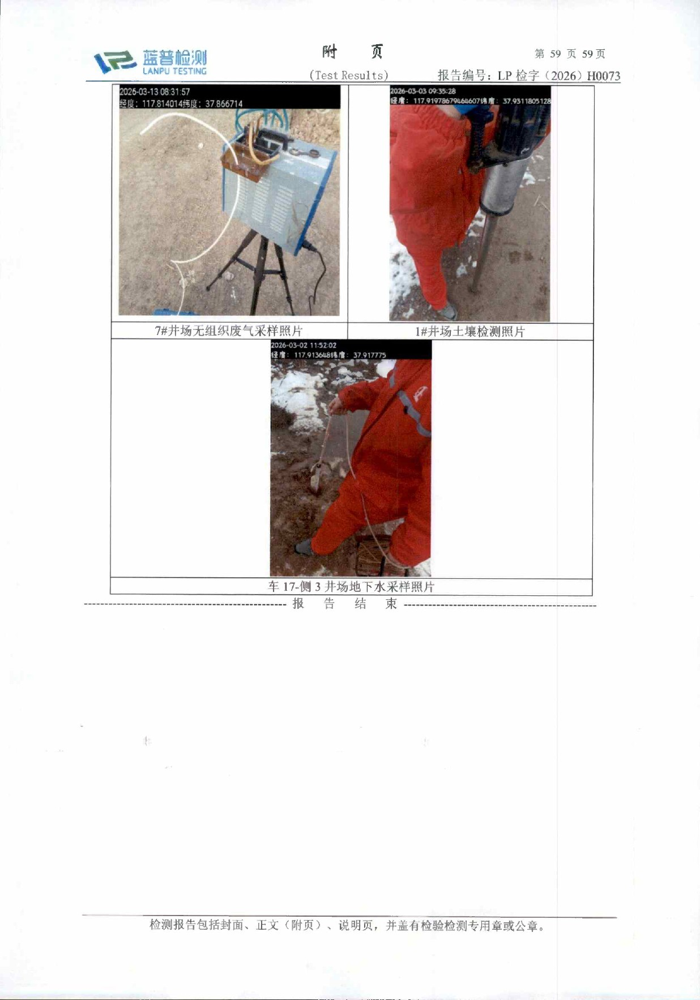 蓝普检测
LANPU TESTING
附 页
(Test Results)
第 59 页 59页
报告编号：LP 检字（2026）H0073
2026-03-13 08:31:57
经度：117.814014纬度：37.866714
2026-03-03 09:35:28
经度：117.91978679464607纬度：37.9311805128
7#井场无组织废气采样照片
1#井场土壤检测照片
2026-03-02 11:52:02
经度：117.913648纬度：37.917775
车 17-侧 3 井场地下水采样照片
报 告 结 束
检测报告包括封面、正文（附页）、说明页，并盖有检验检测专用章或公章。